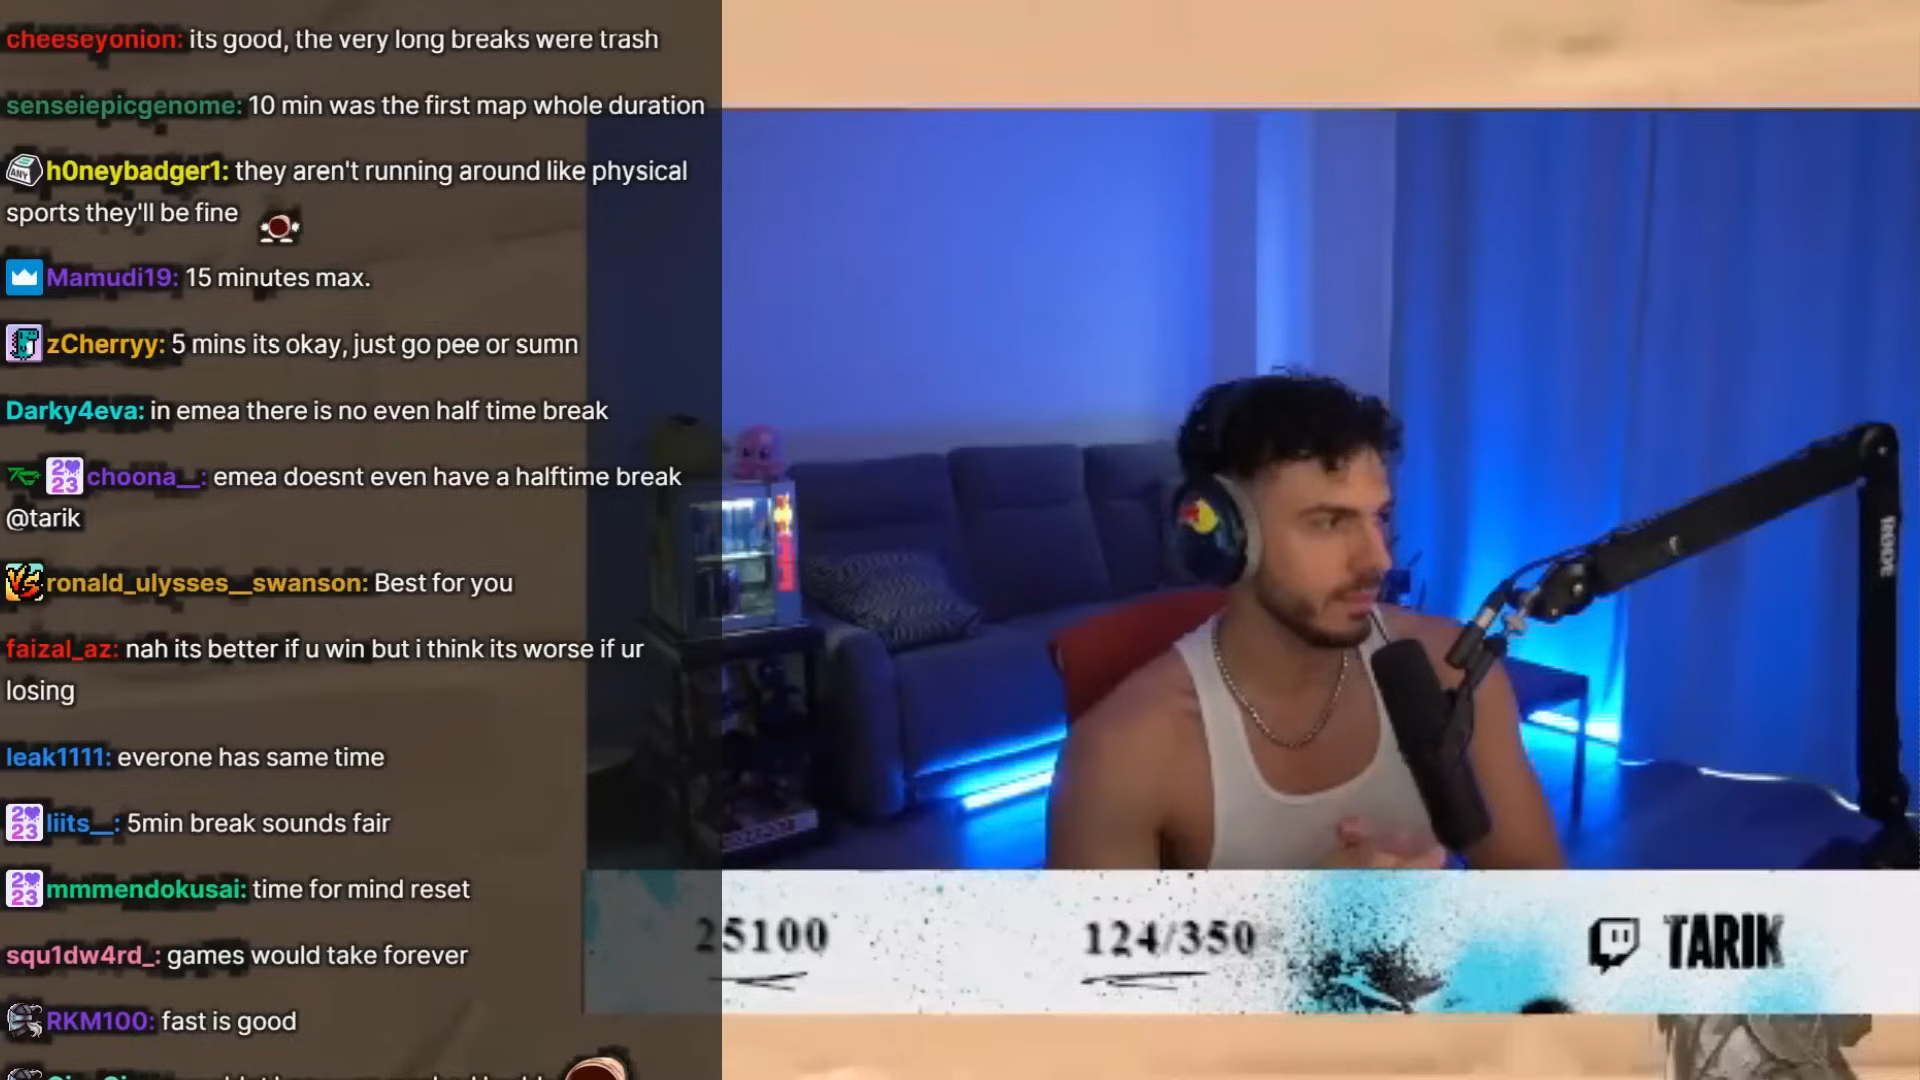 cheeseyonion: its good, the very long breaks were trash
senseiepicgenome: 10 min was the first map whole duration
ANY h0neybadger1: they aren't running around like physical
sports they'll be fine
Mamudi19: 15 minutes max.
zCherryy: 5 mins its okay, just go pee or sumn
Darky4eva: in emea there is no even half time break
choona__: emea doesnt even have a halftime break
@tarik
ronald_ulysses__swanson: Best for you
faizal_az: nah its better if u win but i think its worse if ur
losing
leak1111: everone has same time
liits__: 5min break sounds fair
mmmendokusai: time for mind reset
squ1dw4rd_: games would take forever
RKM100: fast is good
RODE
25100
124/350
TARIK